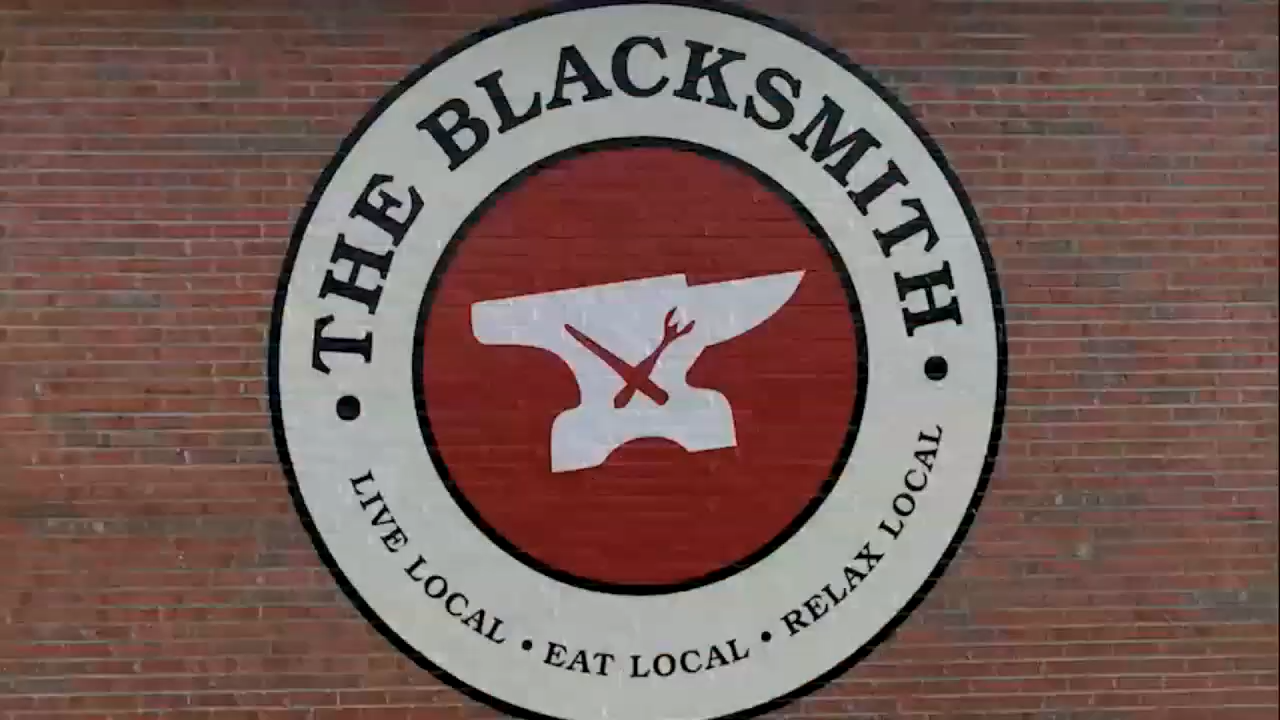 • THE BLACKSMITH •
LIVE LOCAL • EAT LOCAL • RELAX LOCAL